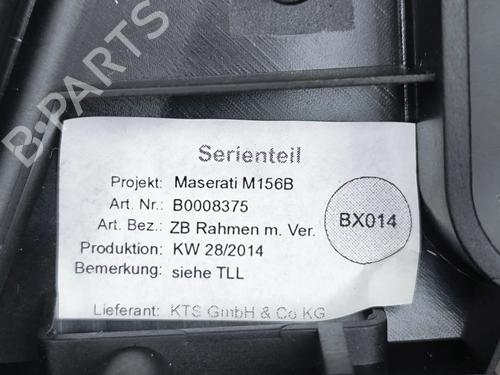 B-PARTS
Serienteil
Projekt: Maserati M156B
Art. Nr.: B0008375
Art. Bez.: ZB Rahmen m. Ver.
BX014
Produktion: KW 28/2014
Bemerkung: siehe TLL
Lieferant: KTS GmbH & Co KG